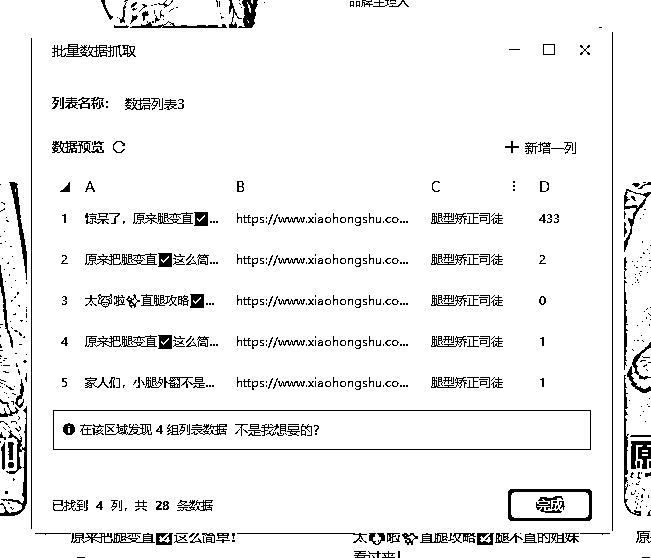 品牌主理人
批量数据抓取
列表名称： 数据列表3
数据预览
新增一列
A B C D
1 惊呆了，原来腿变直✅... https://www.xiaohongshu.co... 腿型矫正司徒 433
2 原来把腿变直✅这么简... https://www.xiaohongshu.co... 腿型矫正司徒 2
3 太 啦 直腿攻略✅... https://www.xiaohongshu.co... 腿型矫正司徒 0
4 原来把腿变直✅这么简... https://www.xiaohongshu.co... 腿型矫正司徒 1
5 家人们，小腿外翻不是... https://www.xiaohongshu.co... 腿型矫正司徒 1
在该区域发现 4 组列表数据 不是我想要的？
已找到 4 列，共 28 条数据
完成
原来把腿变直✅这么简单！
太 啦 直腿攻略✅腿不直的姐妹
看过来！
原